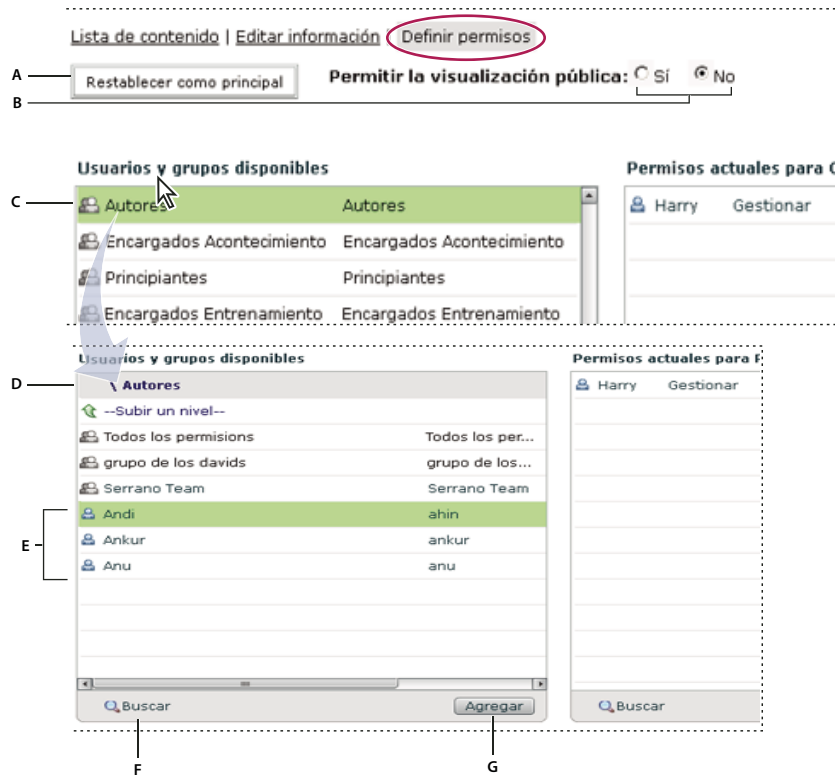 Lista de contenido | Editar información | Definir permisos
A
Restablecer como principal
Permitir la visualización pública: Sí No
B
Usuarios y grupos disponibles
Permisos actuales para
C
Autores Autores
Harry Gestionar
Encargados Acontecimiento Encargados Acontecimiento
Principiantes Principiantes
Encargados Entrenamiento Encargados Entrenamiento
Usuarios y grupos disponibles
Permisos actuales para
D
\ Autores
Harry Gestionar
--Subir un nivel--
Todos los permisions Todos los per...
grupo de los davids grupo de los...
Serrano Team Serrano Team
Andi ahin
E
Ankur ankur
Anu anu
Buscar Agregar
Buscar
F
G